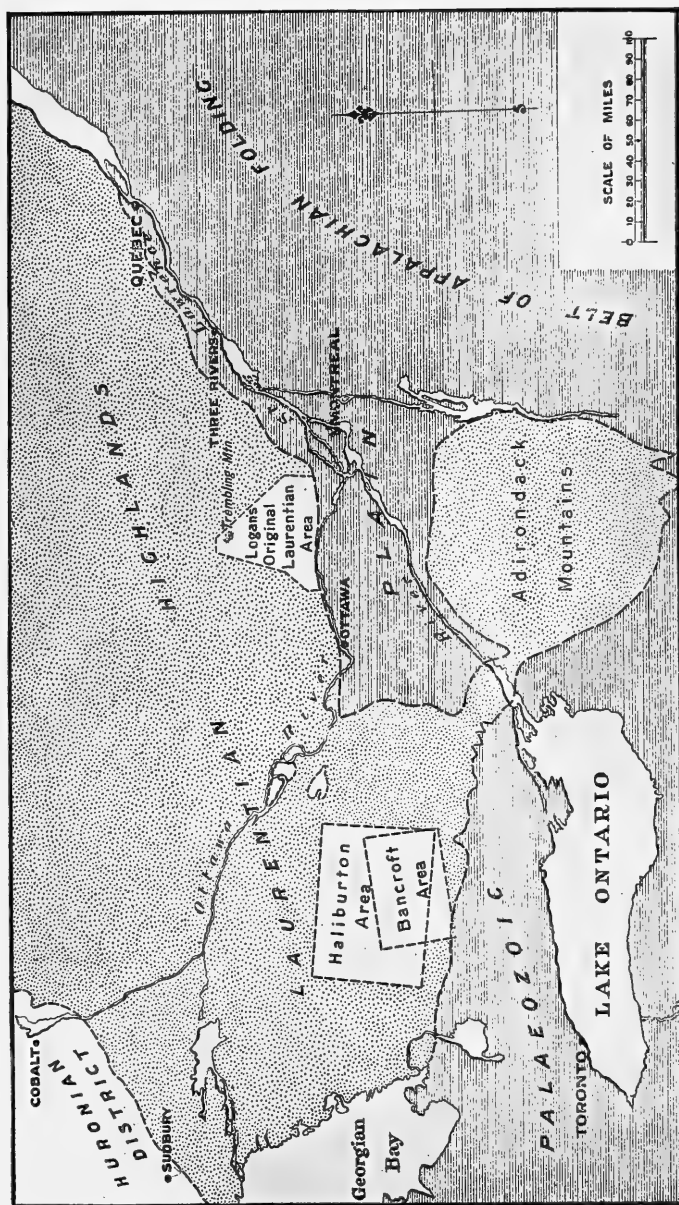 COBALT
HURONIAN
DISTRICT
SUDBURY
Georgian
Bay
Ottawa River
LAURENTIAN
HIGHLANDS
Trembling Mtn.
Logans
Original
Laurentian
Area
Haliburton
Area
Bancroft
Area
OTTAWA
MONTREAL
THREE RIVERS
QUEBEC
St. Lawrence
River
PALAEOZOIC
PLAIN
TORONTO
LAKE ONTARIO
Adirondack
Mountains
BELT OF APPALACHIAN FOLDING
S
SCALE OF MILES
0 10 20 30 40 50 60 70 80 90 100